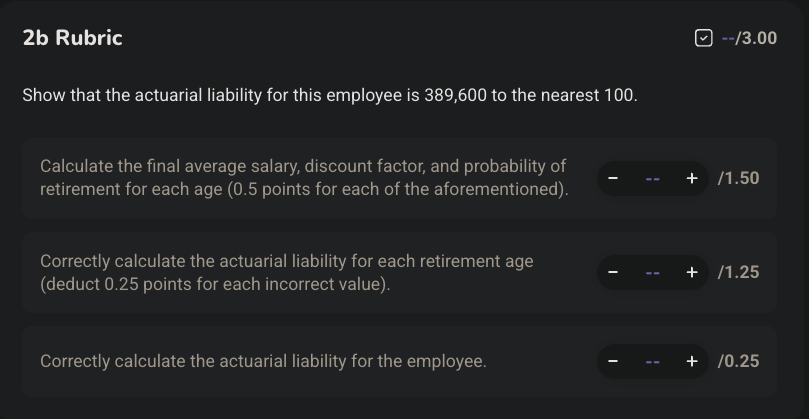 2b Rubric
--/3.00
Show that the actuarial liability for this employee is 389,600 to the nearest 100.
Calculate the final average salary, discount factor, and probability of
retirement for each age (0.5 points for each of the aforementioned).
− -- + /1.50
Correctly calculate the actuarial liability for each retirement age
(deduct 0.25 points for each incorrect value).
− -- + /1.25
Correctly calculate the actuarial liability for the employee.
− -- + /0.25